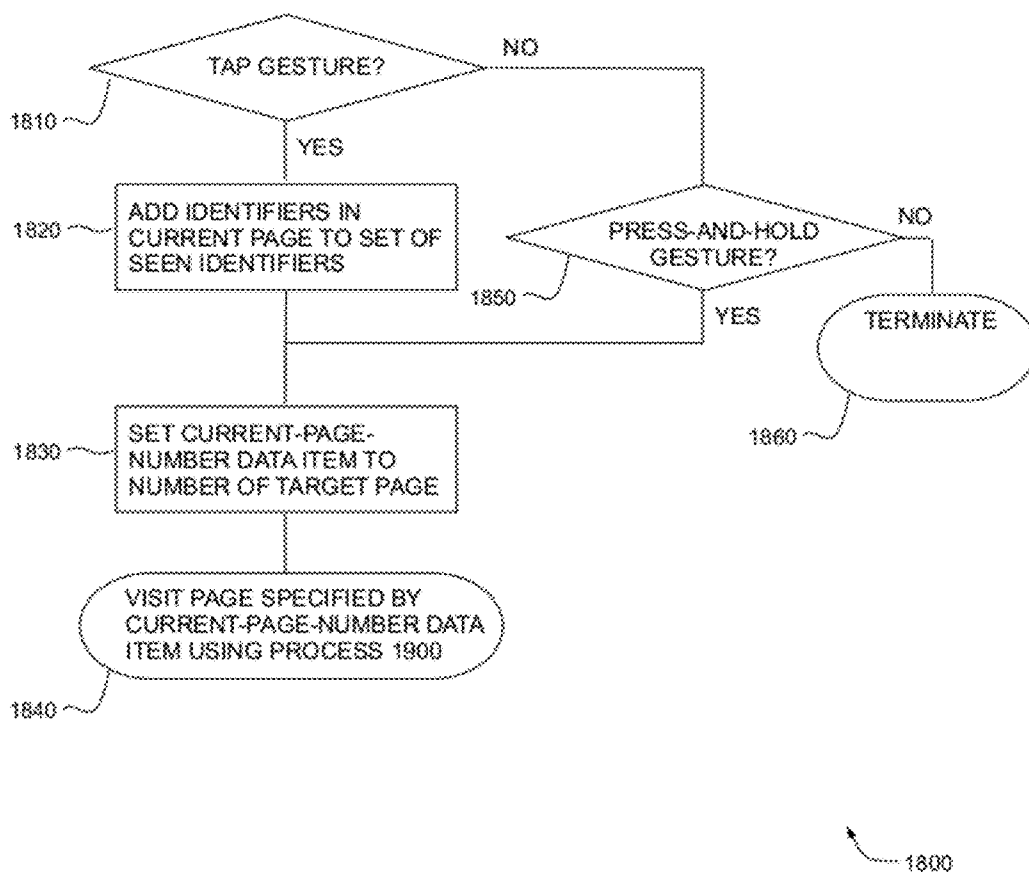 TAP GESTURE?
NO
1810
YES
ADD IDENTIFIERS IN
CURRENT PAGE TO SET OF
SEEN IDENTIFIERS
1820
PRESS-AND-HOLD
GESTURE?
NO
1850
YES
TERMINATE
1860
SET CURRENT-PAGE-
NUMBER DATA ITEM TO
NUMBER OF TARGET PAGE
1830
VISIT PAGE SPECIFIED BY
CURRENT-PAGE-NUMBER DATA
ITEM USING PROCESS 1900
1840
1800